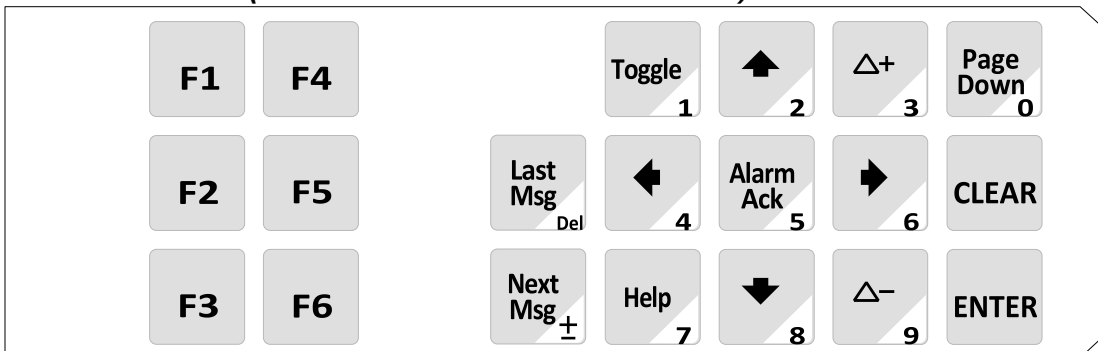 F1 F4 Toggle 1 2 △+ 3 Page Down 0
F2 F5 Last Msg Del 4 Alarm Ack 5 6 CLEAR
F3 F6 Next Msg ± Help 7 8 △− 9 ENTER